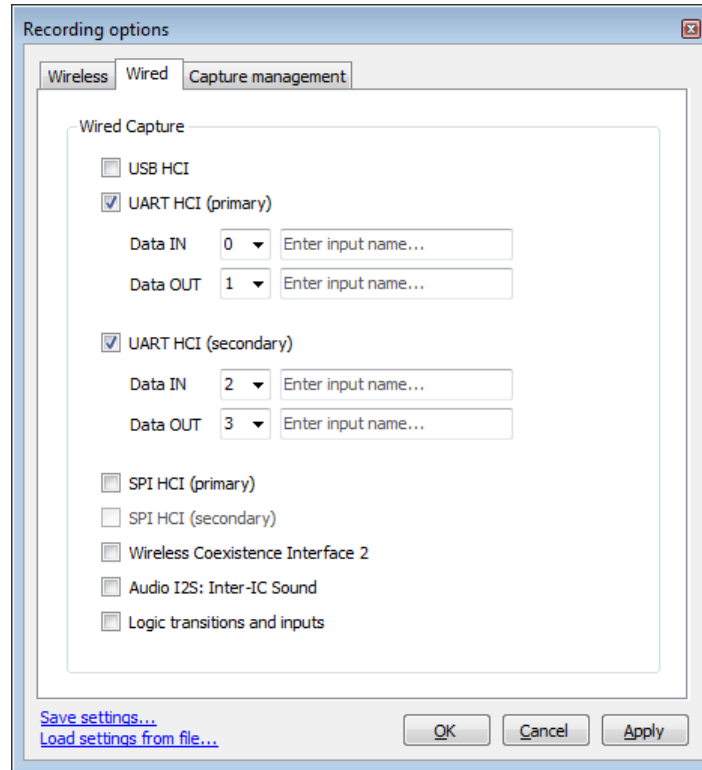 Recording options
Wireless Wired Capture management
Wired Capture
USB HCI
UART HCI (primary)
Data IN 0 Enter input name...
Data OUT 1 Enter input name...
UART HCI (secondary)
Data IN 2 Enter input name...
Data OUT 3 Enter input name...
SPI HCI (primary)
SPI HCI (secondary)
Wireless Coexistence Interface 2
Audio I2S: Inter-IC Sound
Logic transitions and inputs
Save settings...
Load settings from file...
OK Cancel Apply